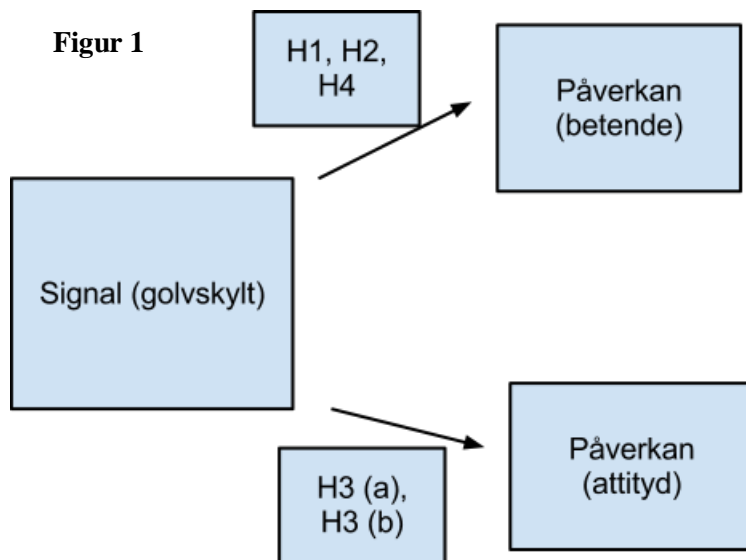 Figur 1
H1, H2,
H4
Påverkan
(betende)
Signal (golvskylt)
Påverkan
(attityd)
H3 (a),
H3 (b)